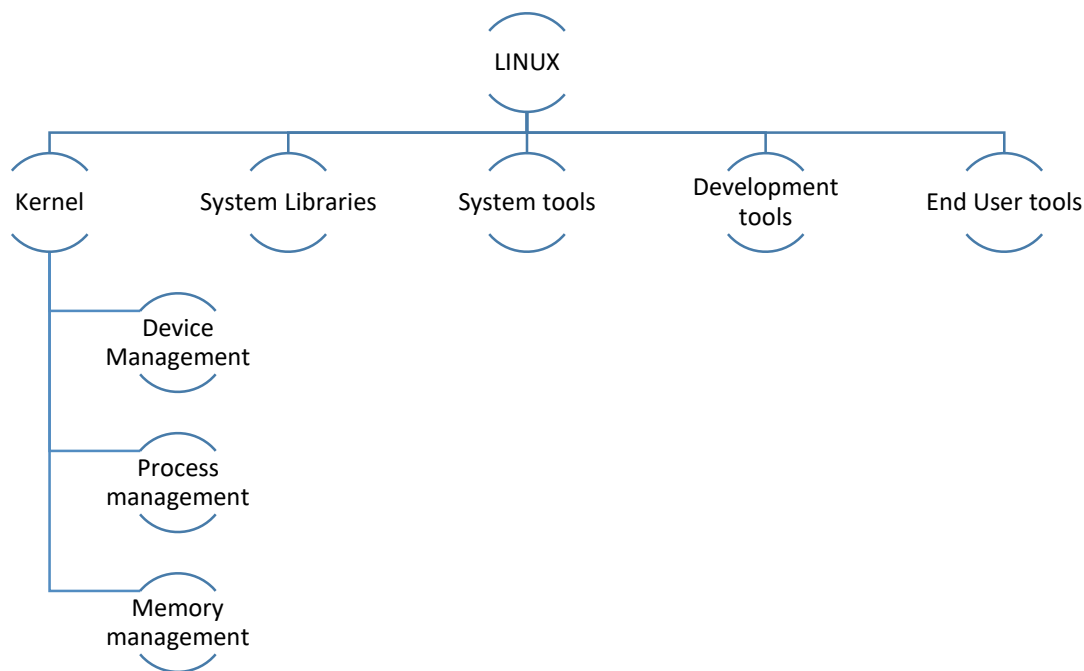 LINUX
Kernel
System Libraries
System tools
Development
tools
End User tools
Device
Management
Process
management
Memory
management